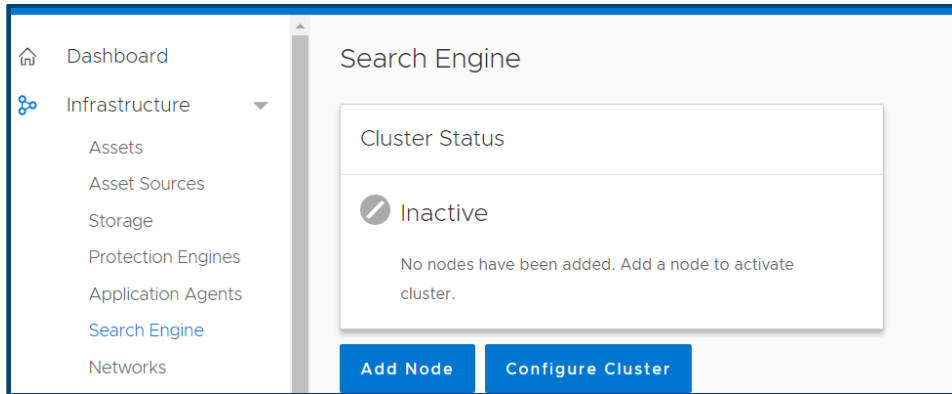 Dashboard
Infrastructure
Assets
Asset Sources
Storage
Protection Engines
Application Agents
Search Engine
Networks
Search Engine
Cluster Status
Inactive
No nodes have been added. Add a node to activate
cluster.
Add Node
Configure Cluster